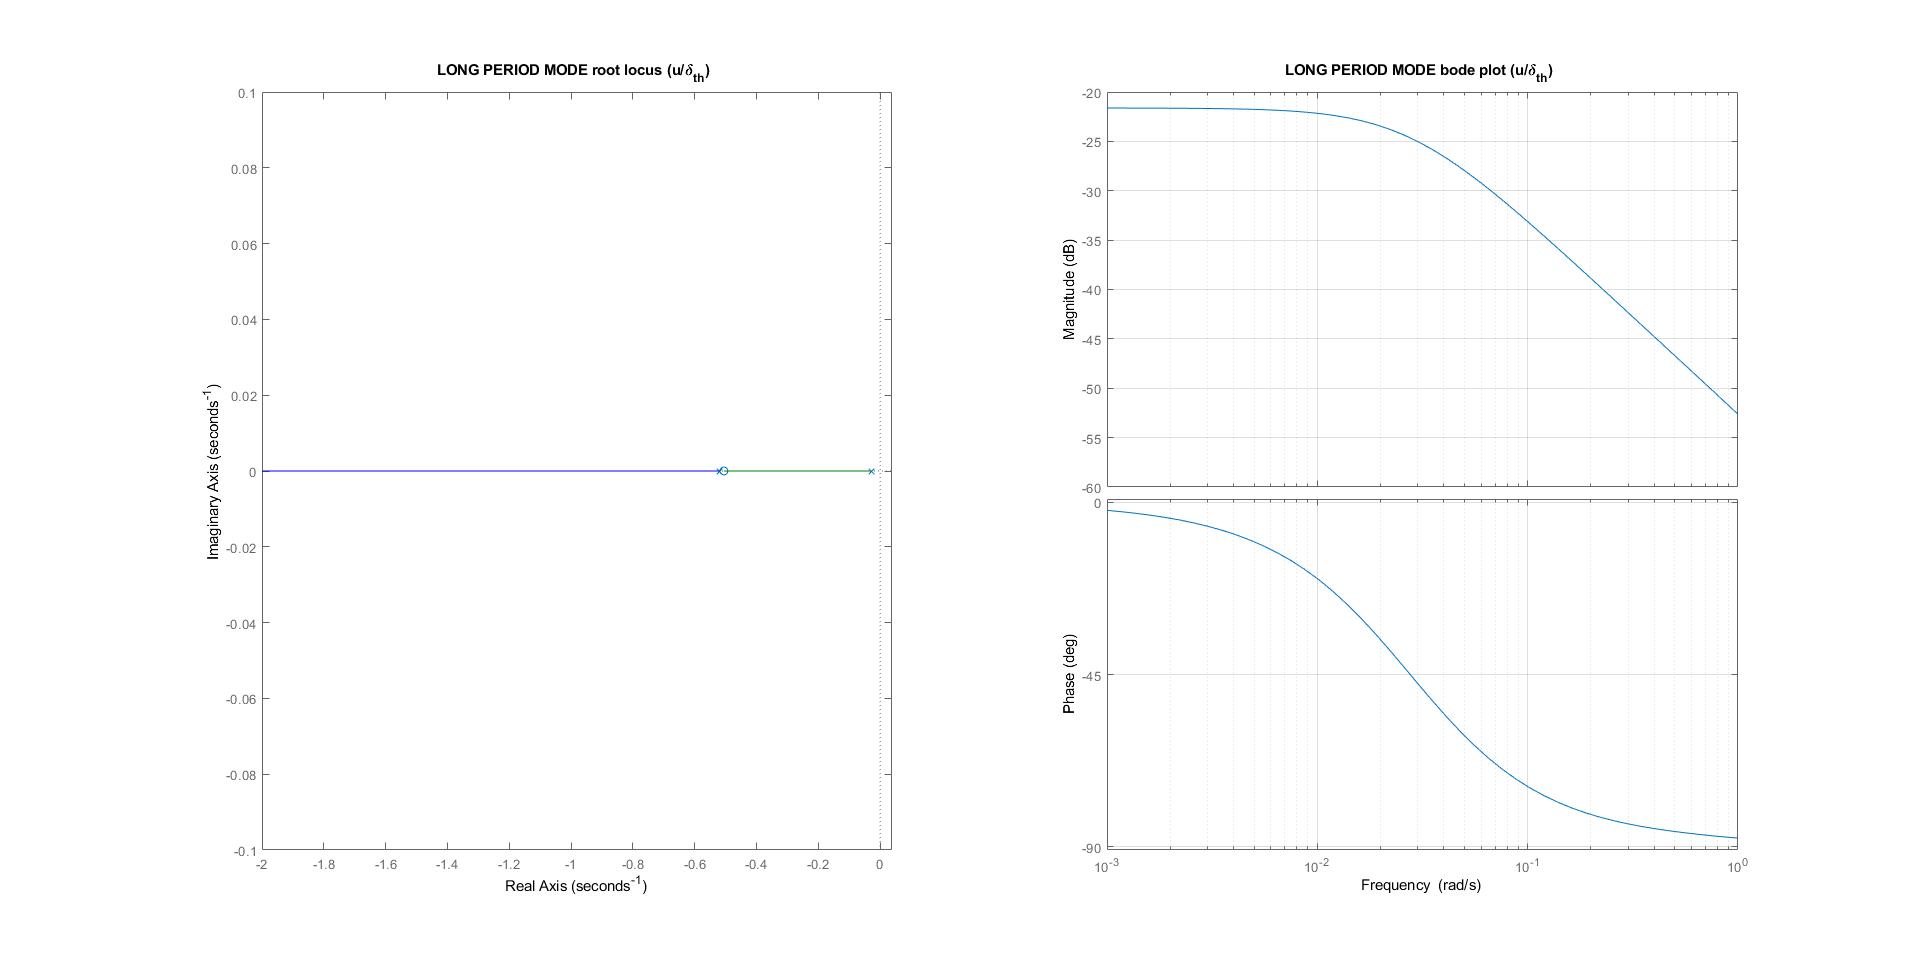 LONG PERIOD MODE root locus (u/δth)
0.1
0.08
0.06
0.04
0.02
0
-0.02
-0.04
-0.06
-0.08
-0.1
Imaginary Axis (seconds-1)
-2 -1.8 -1.6 -1.4 -1.2 -1 -0.8 -0.6 -0.4 -0.2 0
Real Axis (seconds-1)
LONG PERIOD MODE bode plot (u/δth)
-20
-25
-30
-35
-40
-45
-50
-55
-60
Magnitude (dB)
0
-45
-90
Phase (deg)
10-3 10-2 10-1 100
Frequency (rad/s)